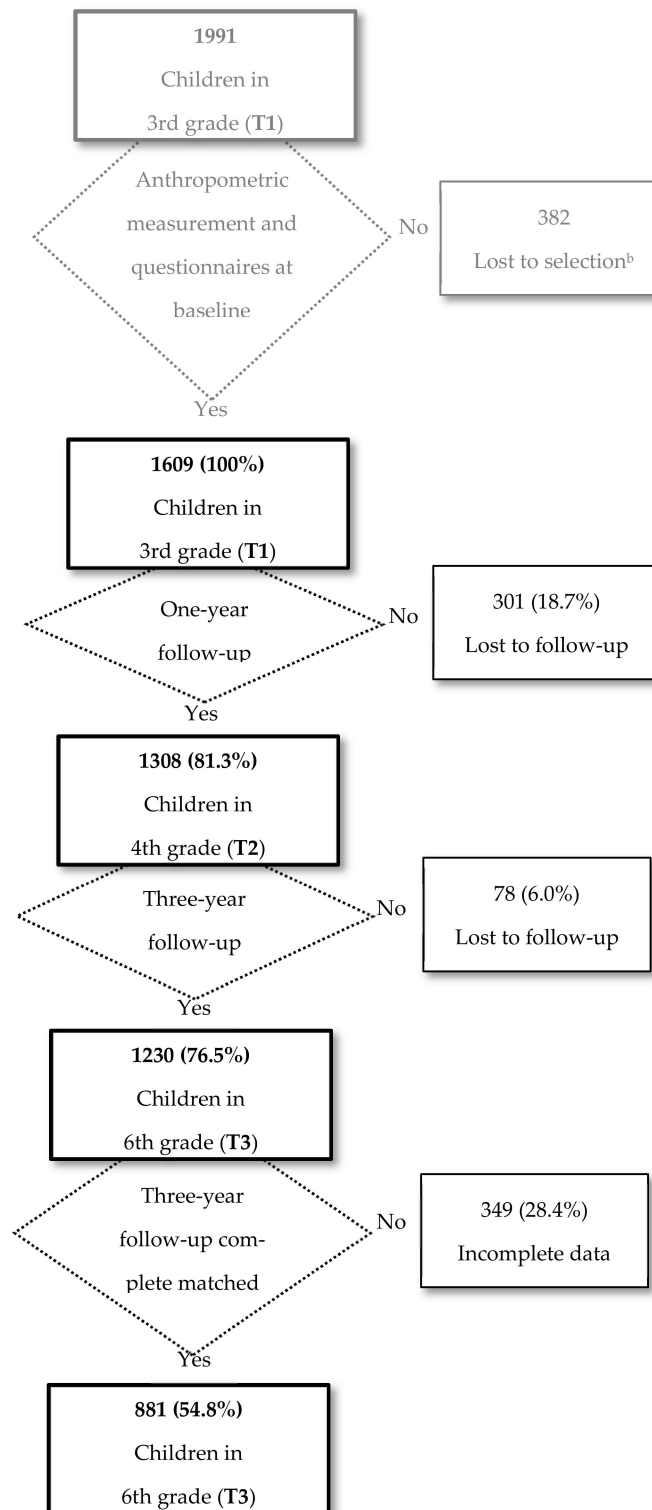 1991
Children in
3rd grade (T1)
Anthropometric
measurement and
questionnaires at
baseline
No
382
Lost to selectionᵇ
Yes
1609 (100%)
Children in
3rd grade (T1)
One-year
follow-up
No
301 (18.7%)
Lost to follow-up
Yes
1308 (81.3%)
Children in
4th grade (T2)
Three-year
follow-up
No
78 (6.0%)
Lost to follow-up
Yes
1230 (76.5%)
Children in
6th grade (T3)
Three-year
follow-up com-
plete matched
No
349 (28.4%)
Incomplete data
Yes
881 (54.8%)
Children in
6th grade (T3)